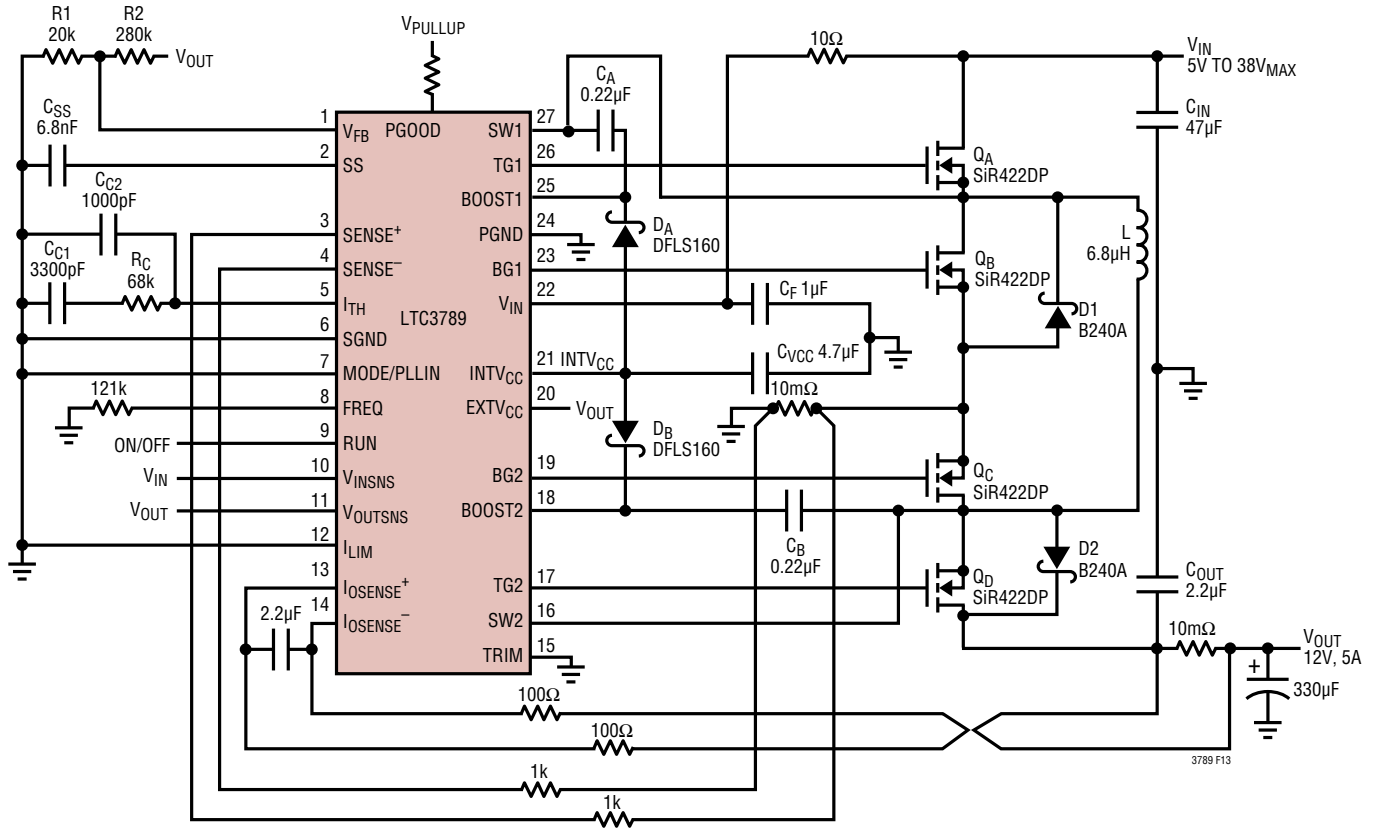 R1
20k
R2
280k
VOUT
VPULLUP
CSS
6.8nF
CC2
1000pF
CC1
3300pF
RC
68k
121k
ON/OFF
VIN
VOUT
2.2µF
LTC3789
PGOOD
1 VFB
2 SS
3 SENSE+
4 SENSE–
5 ITH
6 SGND
7 MODE/PLLIN
8 FREQ
9 RUN
10 VINSNS
11 VOUTSNS
12 ILIM
13 IOSENSE+
14 IOSENSE–
SW1 27
TG1 26
BOOST1 25
PGND 24
BG1 23
VIN 22
INTVCC 21 INTVCC
EXTVCC 20 VOUT
BG2 19
BOOST2 18
TG2 17
SW2 16
TRIM 15
CA
0.22µF
DA
DFLS160
10Ω
CF 1µF
CVCC 4.7µF
10mΩ
DB
DFLS160
CB
0.22µF
QA
SiR422DP
QB
SiR422DP
QC
SiR422DP
QD
SiR422DP
D1
B240A
D2
B240A
L
6.8µH
VIN
5V TO 38VMAX
CIN
47µF
COUT
2.2µF
10mΩ
VOUT
12V, 5A
+
330µF
100Ω
100Ω
1k
1k
3789 F13